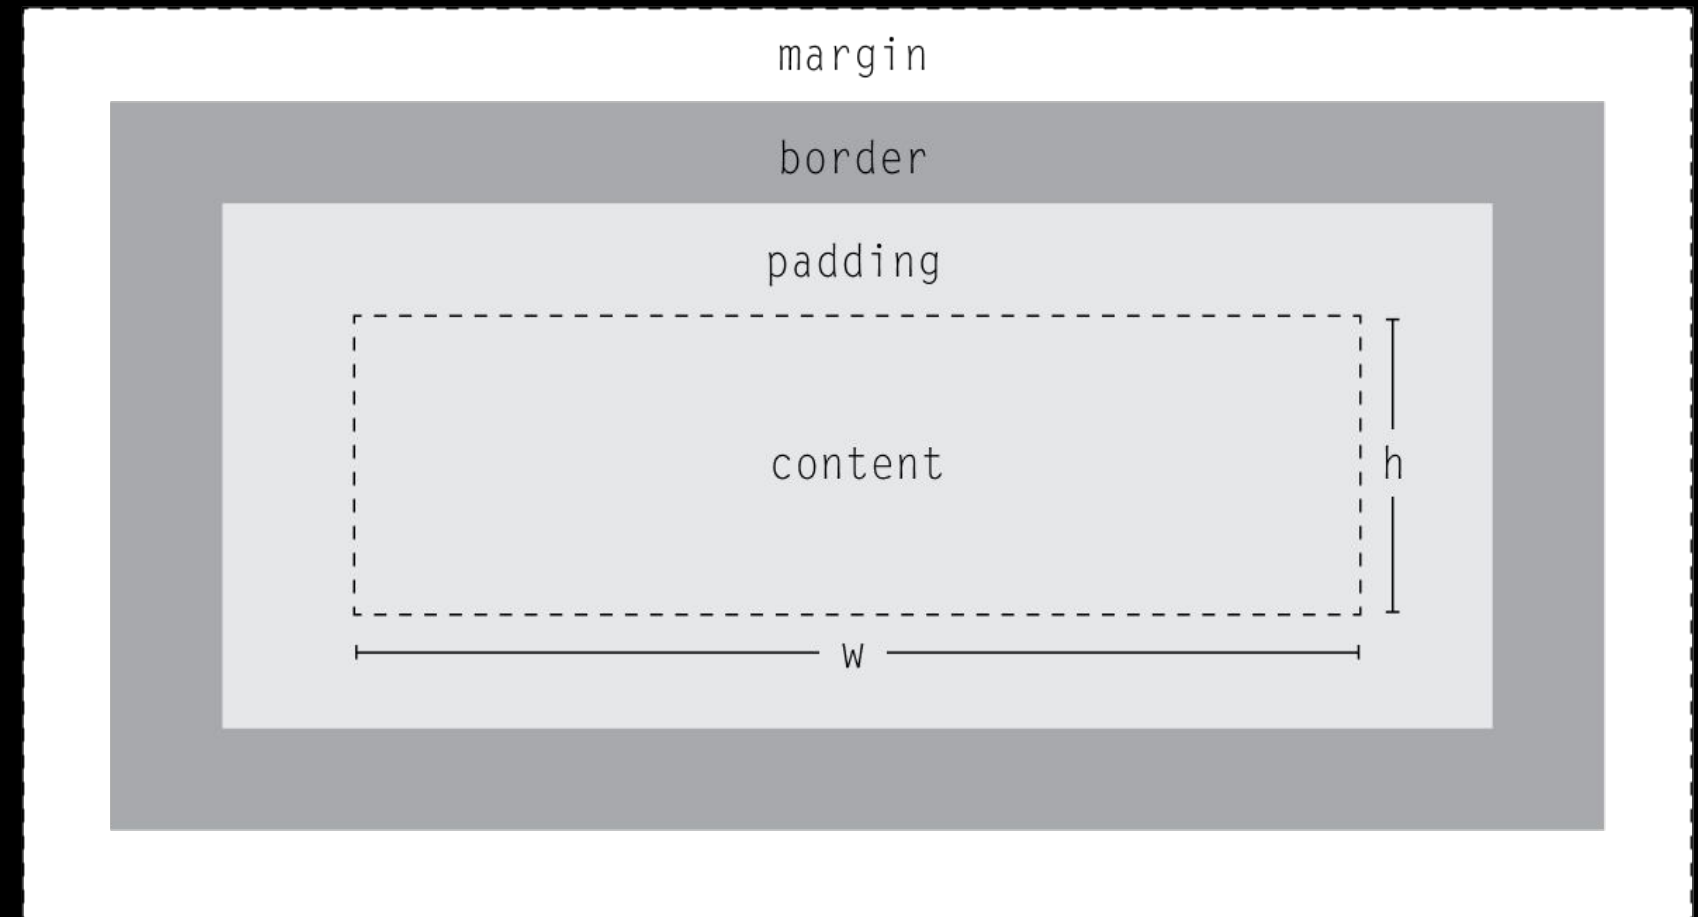 margin
border
padding
content
h
w